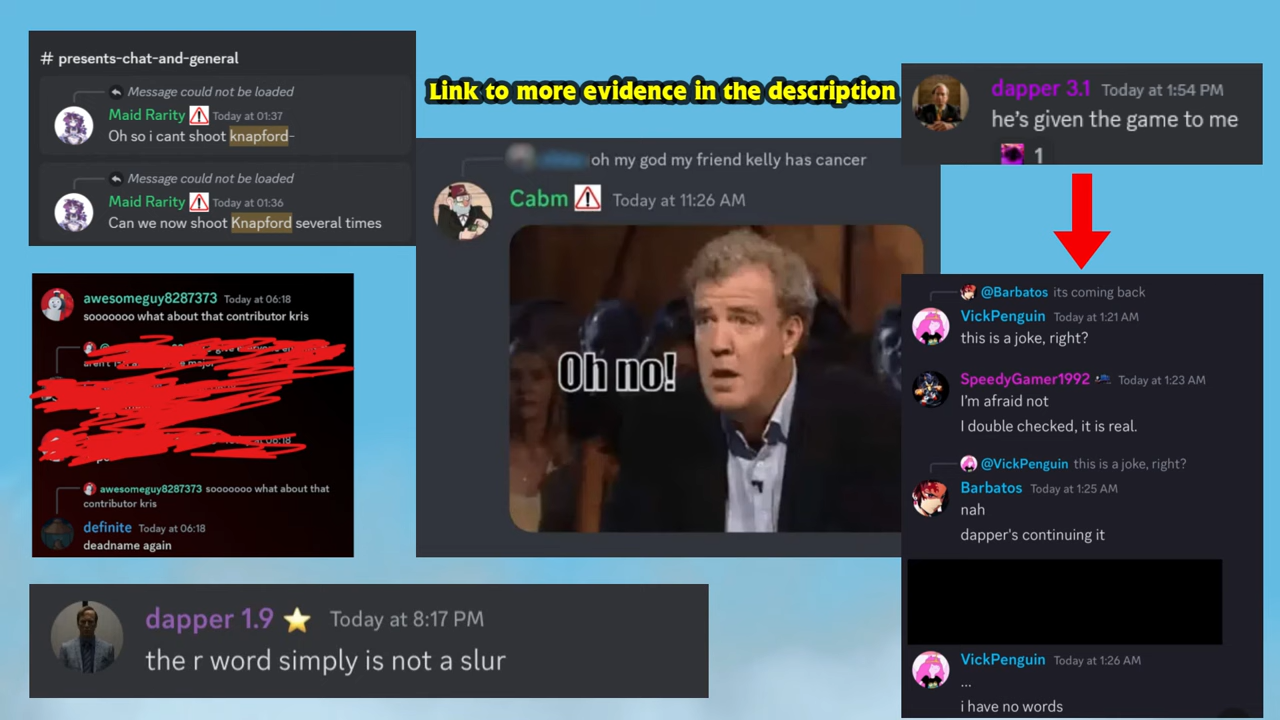 # presents-chat-and-general
Message could not be loaded
Maid Rarity Today at 01:37
Oh so i cant shoot knapford-
Message could not be loaded
Maid Rarity Today at 01:36
Can we now shoot Knapford several times
Link to more evidence in the description
oh my god my friend kelly has cancer
Cabm Today at 11:26 AM
Oh no!
dapper 3.1 Today at 1:54 PM
he's given the game to me
1
awesomeguy8287373 Today at 06:18
sooooooo what about that contributor kris
awesomeguy8287373 sooooooo what about that
contributor kris
definite Today at 06:18
deadname again
@Barbatos its coming back
VickPenguin Today at 1:21 AM
this is a joke, right?
SpeedyGamer1992 Today at 1:23 AM
I'm afraid not
I double checked, it is real.
@VickPenguin this is a joke, right?
Barbatos Today at 1:25 AM
nah
dapper's continuing it
VickPenguin Today at 1:26 AM
...
i have no words
dapper 1.9 Today at 8:17 PM
the r word simply is not a slur